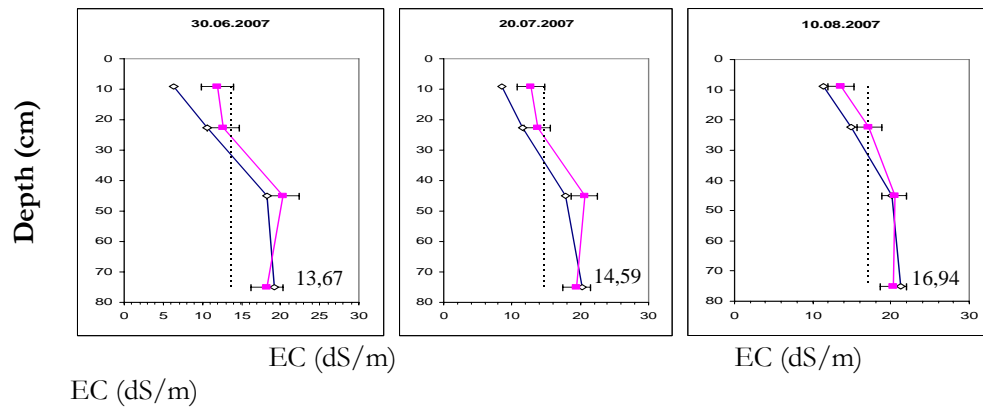 30.06.2007
0 10 20 30 40 50 60 70 80
0 5 10 15 20 25 30
13,67
20.07.2007
0 10 20 30 40 50 60 70 80
0 10 20 30
14,59
10.08.2007
0 10 20 30 40 50 60 70 80
0 10 20 30
16,94
Depth (cm)
EC (dS/m) EC (dS/m)
EC (dS/m)